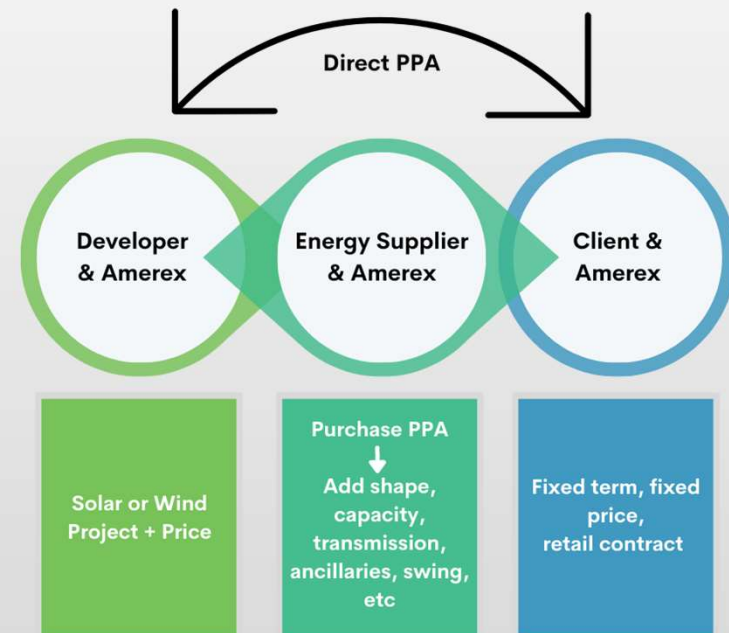 Direct PPA
Developer
& Amerex
Energy Supplier
& Amerex
Client &
Amerex
Solar or Wind
Project + Price
Purchase PPA
Add shape,
capacity,
transmission,
ancillaries, swing,
etc
Fixed term, fixed
price,
retail contract